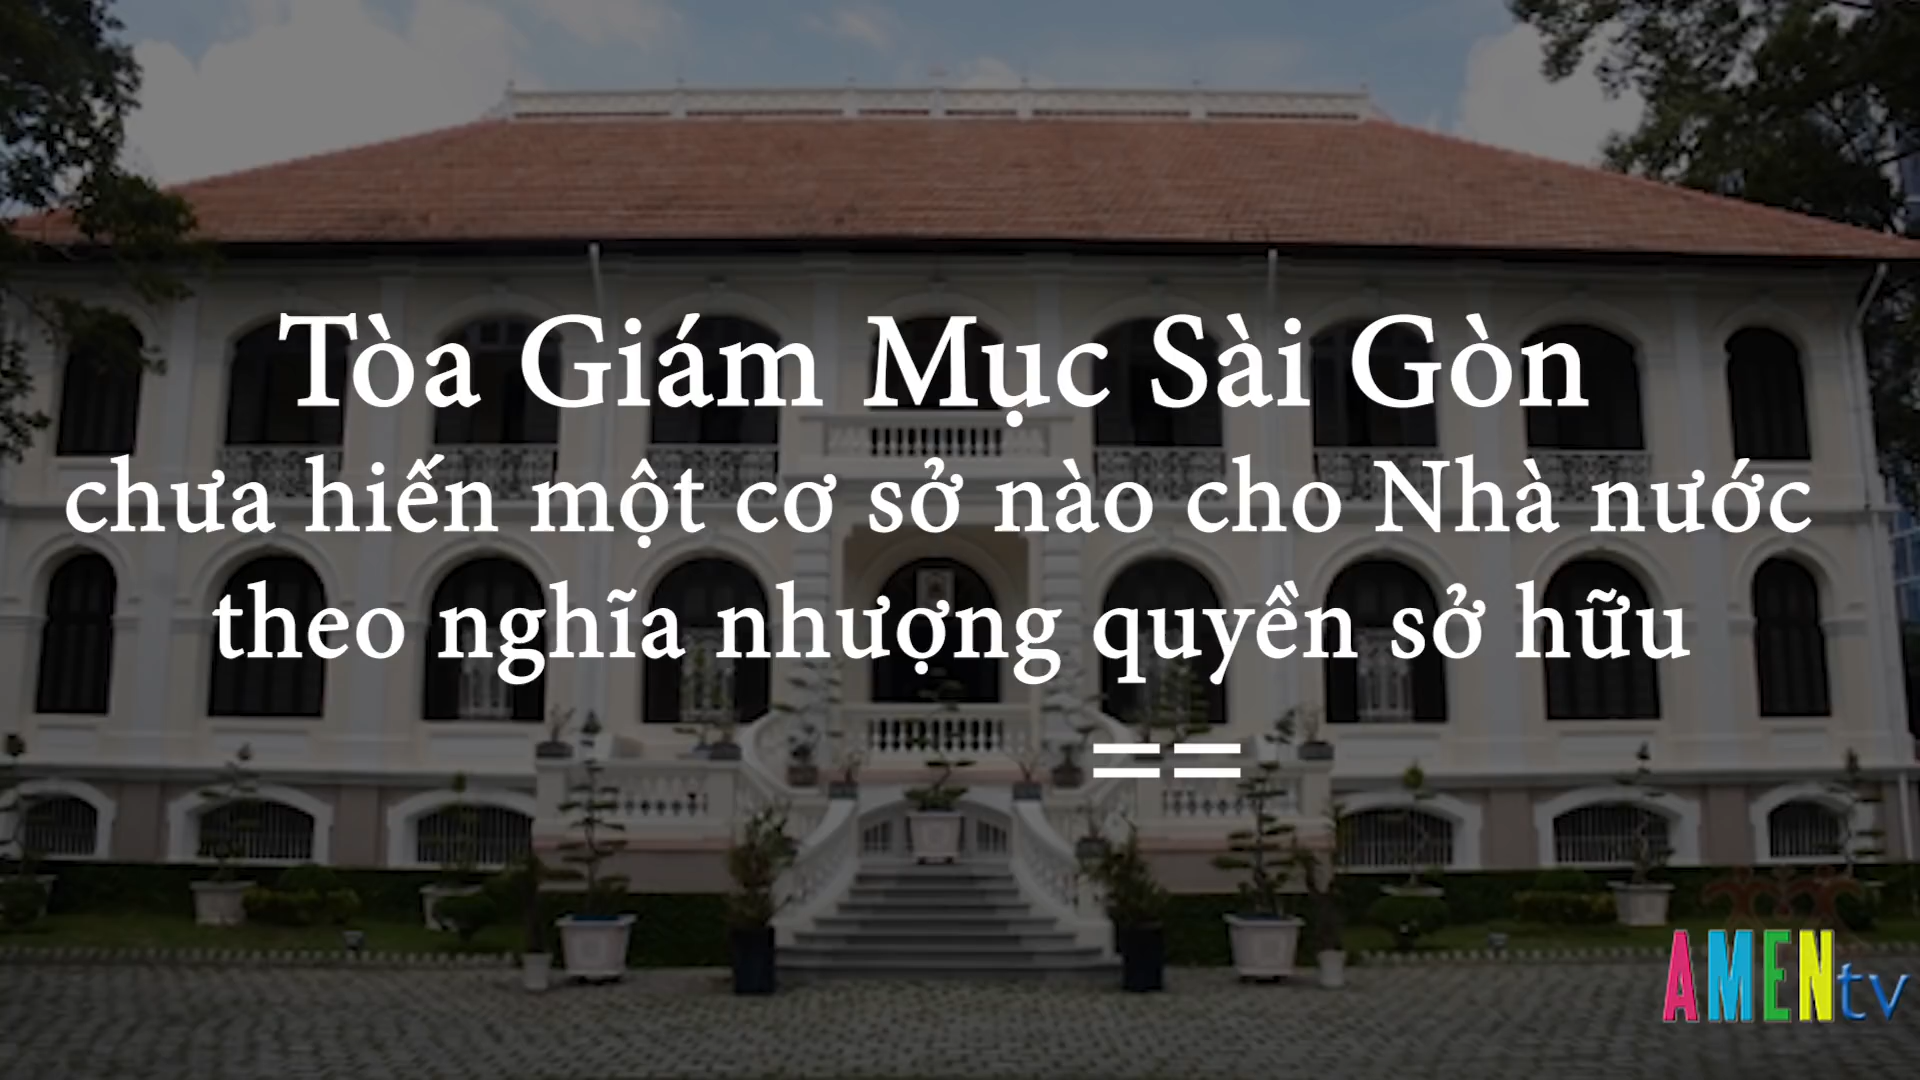 Tòa Giám Mục Sài Gòn
chưa hiến một cơ sở nào cho Nhà nước
theo nghĩa nhượng quyền sở hữu
==
AMENtv